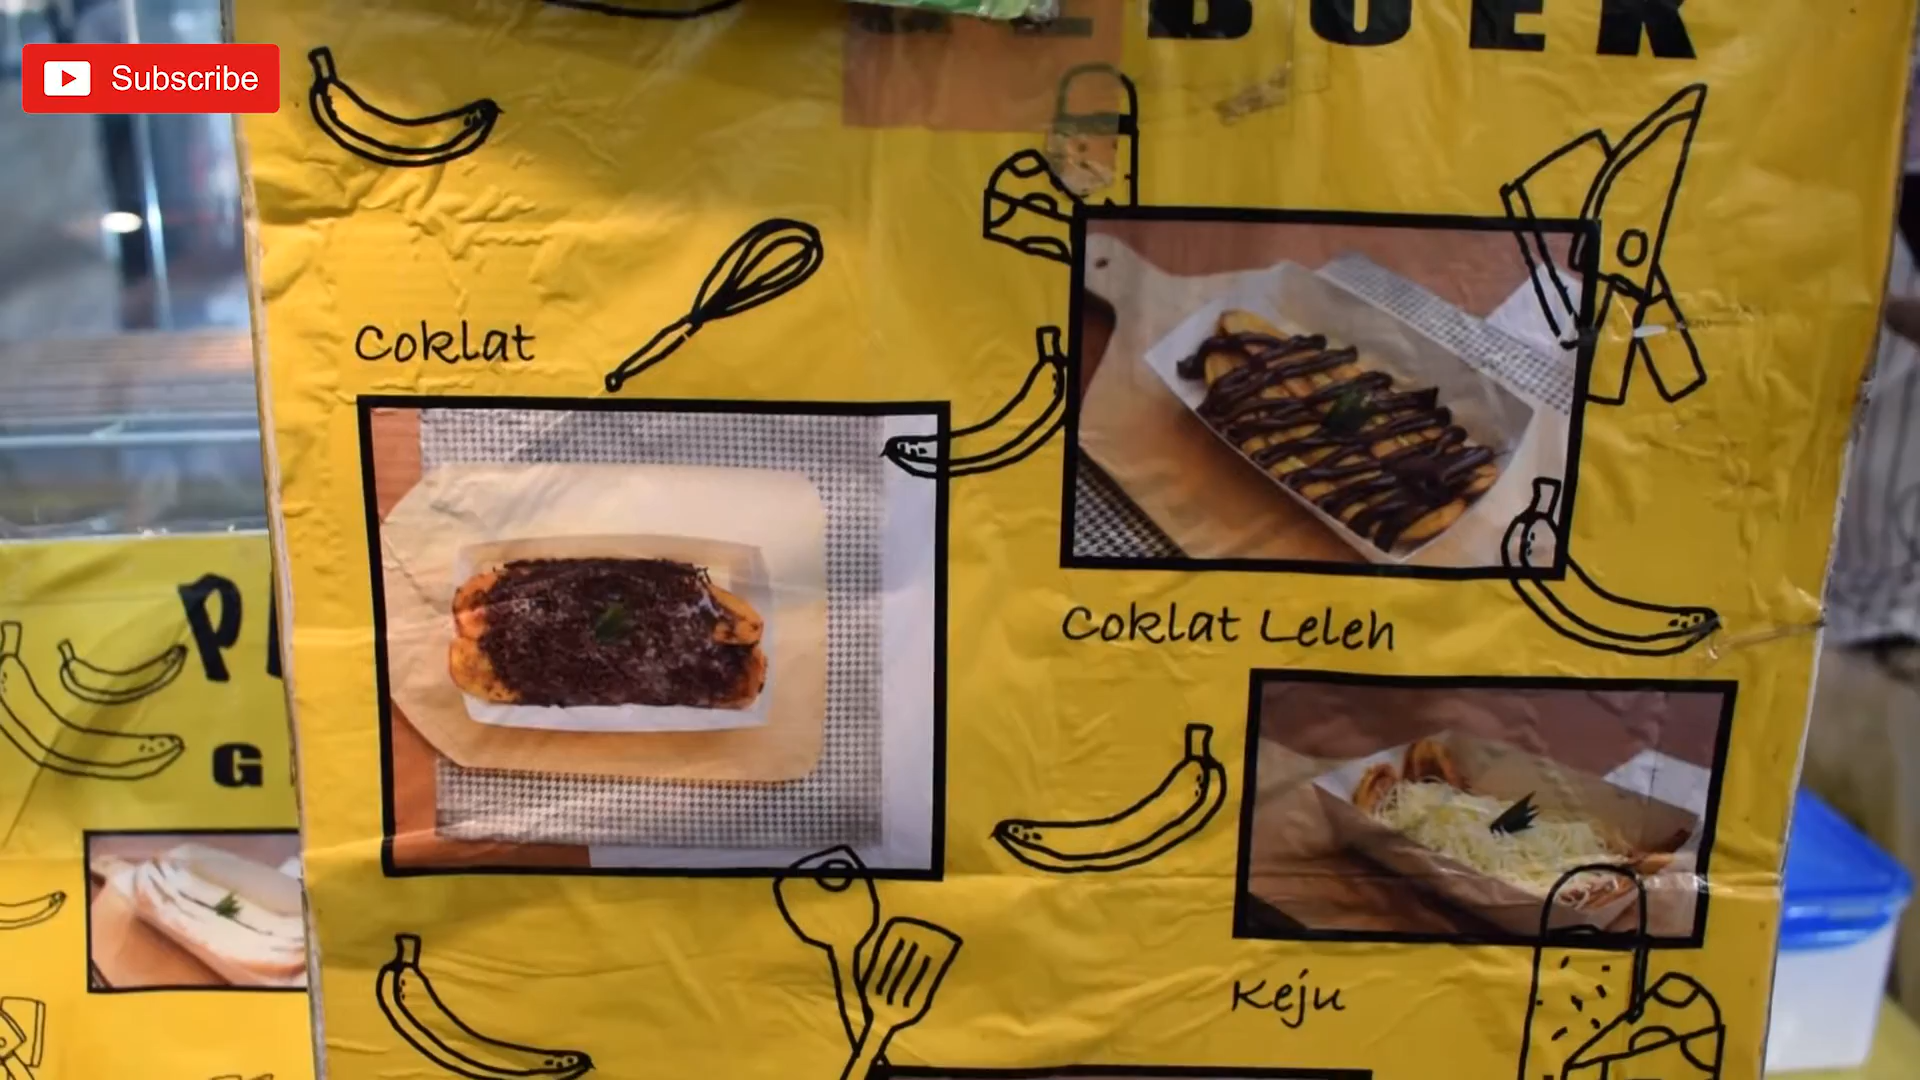 Subscribe
Coklat
Coklat Leleh
Keju
G